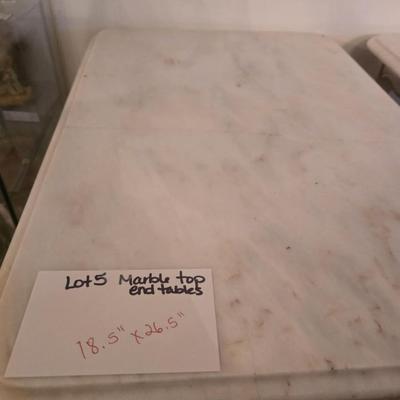 Lot 5 Marble top
end tables
18.5" x 26.5"